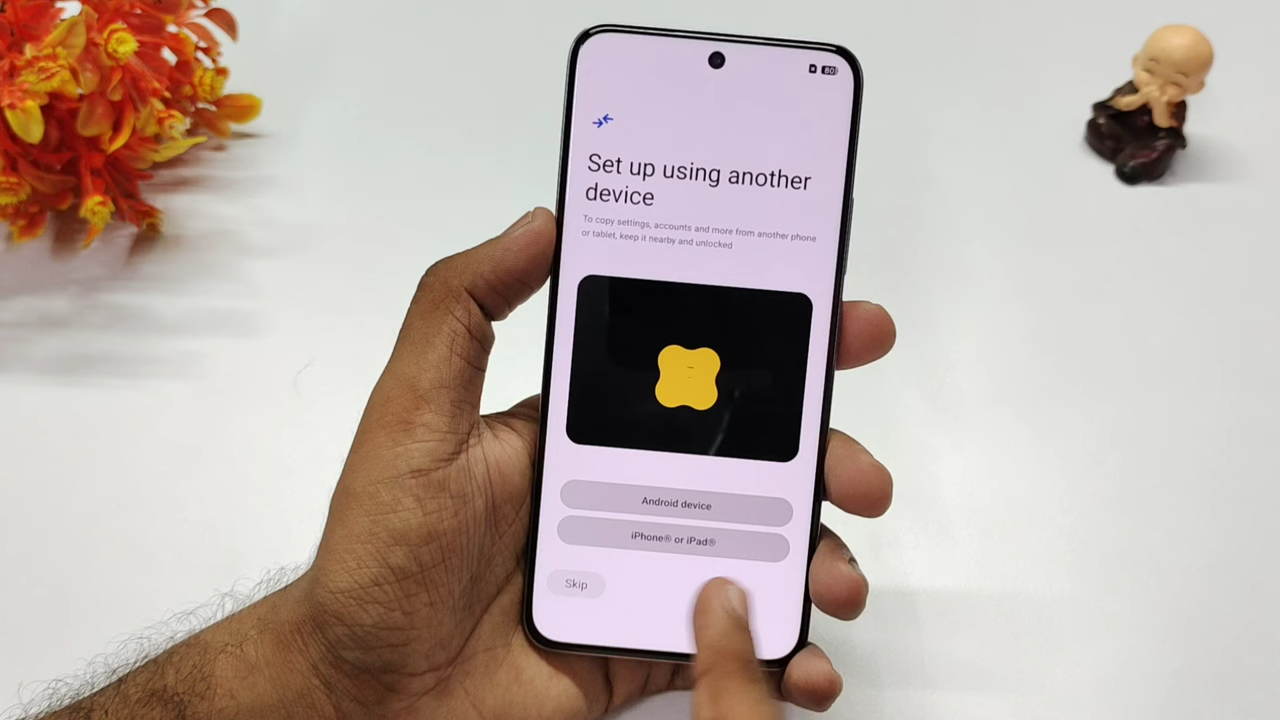 80
Set up using another
device
To copy settings, accounts and more from another phone
or tablet, keep it nearby and unlocked
Android device
iPhone® or iPad®
Skip